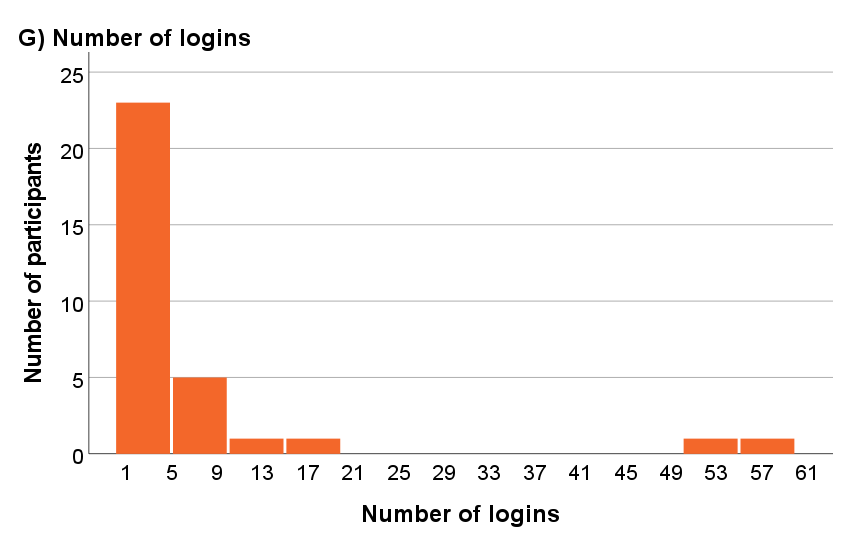 G) Number of logins
25
20
15
10
5
0
Number of participants
1 5 9 13 17 21 25 29 33 37 41 45 49 53 57 61
Number of logins